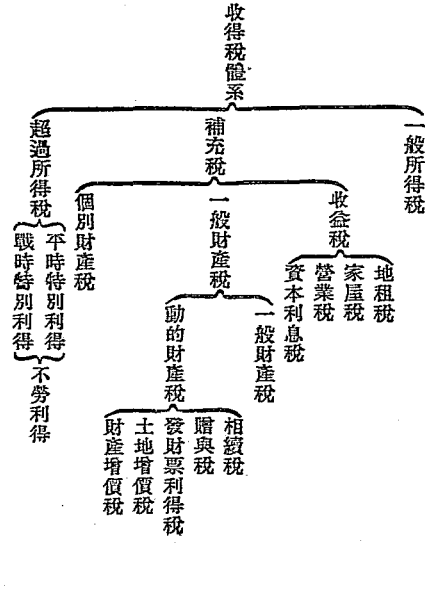 收得稅體系
一般所得稅
補充稅
超過所得稅
收益稅
一般財產稅
個別財產稅
平時特別利得
戰時特別利得
不勞利得
地租稅
家屋稅
營業稅
資本利息稅
一般財產稅
動的財產稅
相續稅
贈與稅
發財票利得稅
土地增價稅
財產增價稅